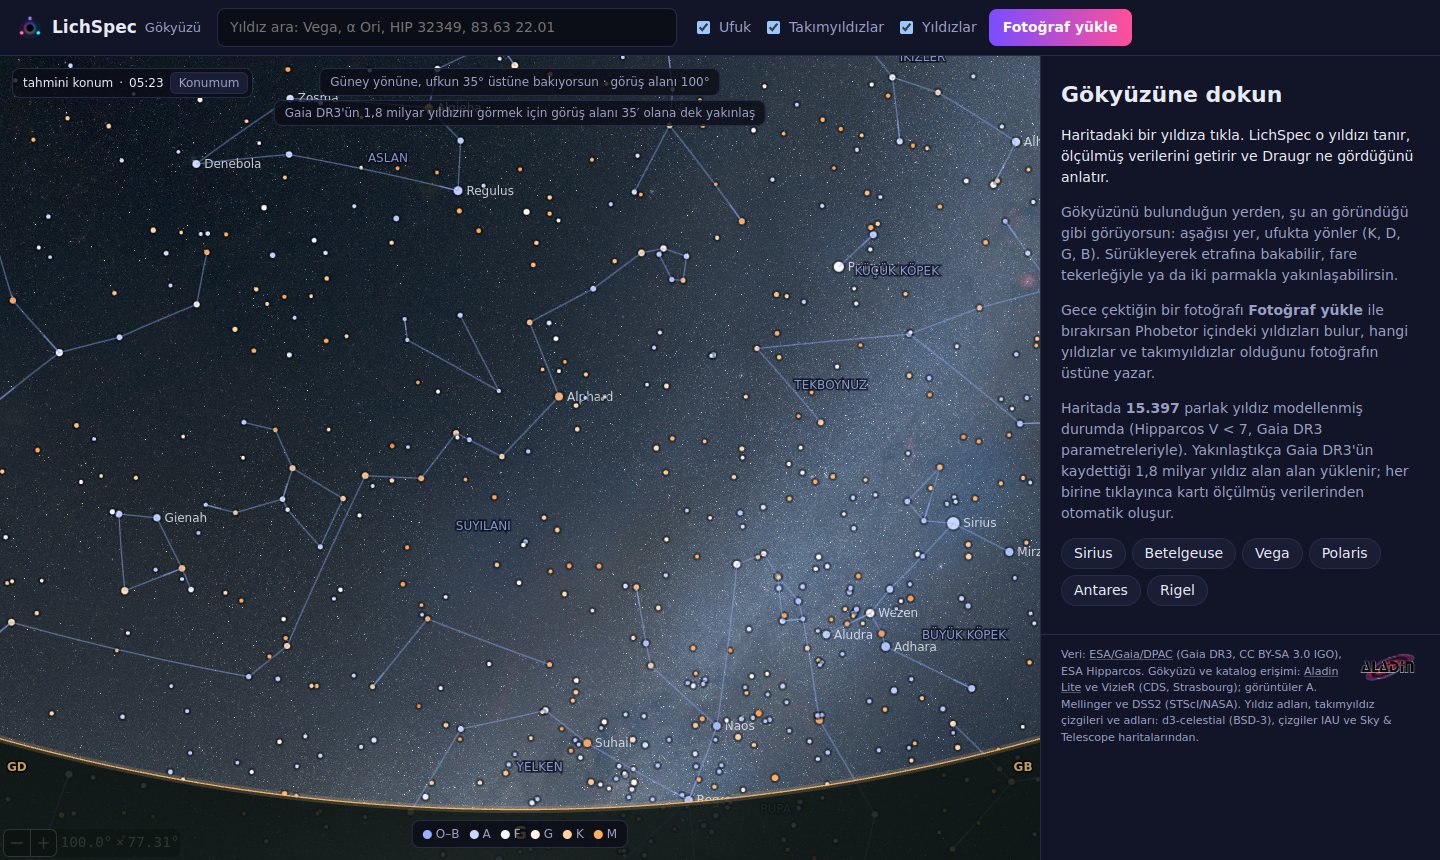 LichSpec Gökyüzü
Yıldız ara: Vega, α Ori, HIP 32349, 83.63 22.01
Ufuk
Takımyıldızlar
Yıldızlar
Fotoğraf yükle
tahmini konum · 05:23 Konumum
Güney yönüne, ufkun 35° üstüne bakıyorsun · görüş alanı 100°
Gaia DR3'ün 1,8 milyar yıldızını görmek için görüş alanı 35′ olana dek yakınlaş
İKİZLER
Zosma
Denebola
ASLAN
Regulus
KÜÇÜK KÖPEK
TEKBOYNUZ
Alphard
Gienah
SUYILANI
Sirius
Wezen
Aludra
BÜYÜK KÖPEK
Adhara
Naos
Suhail
YELKEN
GD
GB
PUPA
100.0° × 77.31°
O–B A F G K M
Gökyüzüne dokun
Haritadaki bir yıldıza tıkla. LichSpec o yıldızı tanır,
ölçülmüş verilerini getirir ve Draugr ne gördüğünü
anlatır.
Gökyüzünü bulunduğun yerden, şu an göründüğü
gibi görüyorsun: aşağısı yer, ufukta yönler (K, D,
G, B). Sürükleyerek etrafına bakabilir, fare
tekerleğiyle ya da iki parmakla yakınlaşabilirsin.
Gece çektiğin bir fotoğrafı Fotoğraf yükle ile
bırakırsan Phobetor içindeki yıldızları bulur, hangi
yıldızlar ve takımyıldızlar olduğunu fotoğrafın
üstüne yazar.
Haritada 15.397 parlak yıldız modellenmiş
durumda (Hipparcos V < 7, Gaia DR3
parametreleriyle). Yakınlaştıkça Gaia DR3'ün
kaydettiği 1,8 milyar yıldız alan alan yüklenir; her
birine tıklayınca kartı ölçülmüş verilerinden
otomatik oluşur.
Sirius Betelgeuse Vega Polaris
Antares Rigel
Veri: ESA/Gaia/DPAC (Gaia DR3, CC BY-SA 3.0 IGO),
ESA Hipparcos. Gökyüzü ve katalog erişimi: Aladin
Lite ve VizieR (CDS, Strasbourg); görüntüler A.
Mellinger ve DSS2 (STScI/NASA). Yıldız adları, takımyıldız
çizgileri ve adları: d3-celestial (BSD-3), çizgiler IAU ve Sky &
Telescope haritalarından.
ALADIN